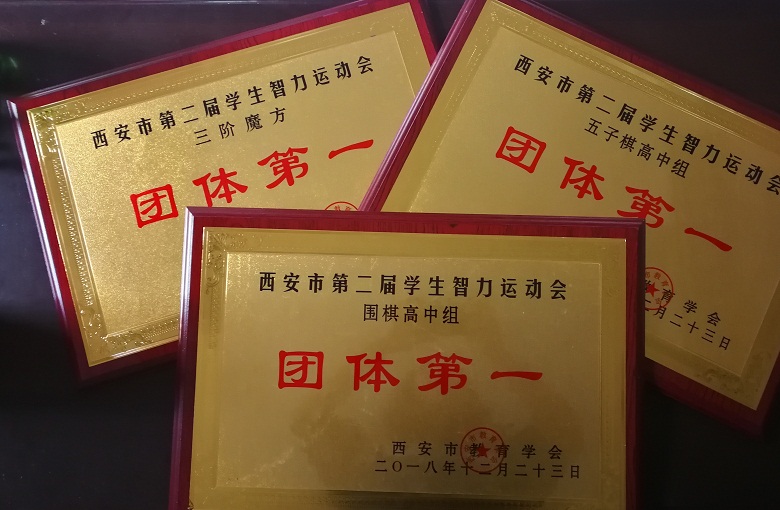 西安市第二届学生智力运动会
三阶魔方
团体第一
西安市第二届学生智力运动会
五子棋高中组
团体第一
育学会
二月二十三日
西安市第二届学生智力运动会
围棋高中组
团体第一
西安市教育学会
二〇一八年十二月二十三日